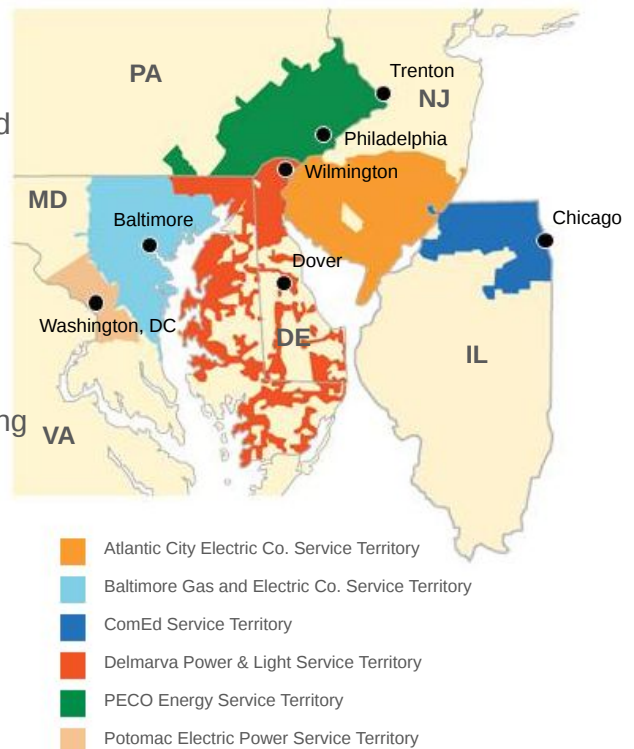 PA
Trenton
NJ
d
Philadelphia
Wilmington
MD
Baltimore
Chicago
Dover
Washington, DC
DE
IL
ng
VA
Atlantic City Electric Co. Service Territory
Baltimore Gas and Electric Co. Service Territory
ComEd Service Territory
Delmarva Power & Light Service Territory
PECO Energy Service Territory
Potomac Electric Power Service Territory